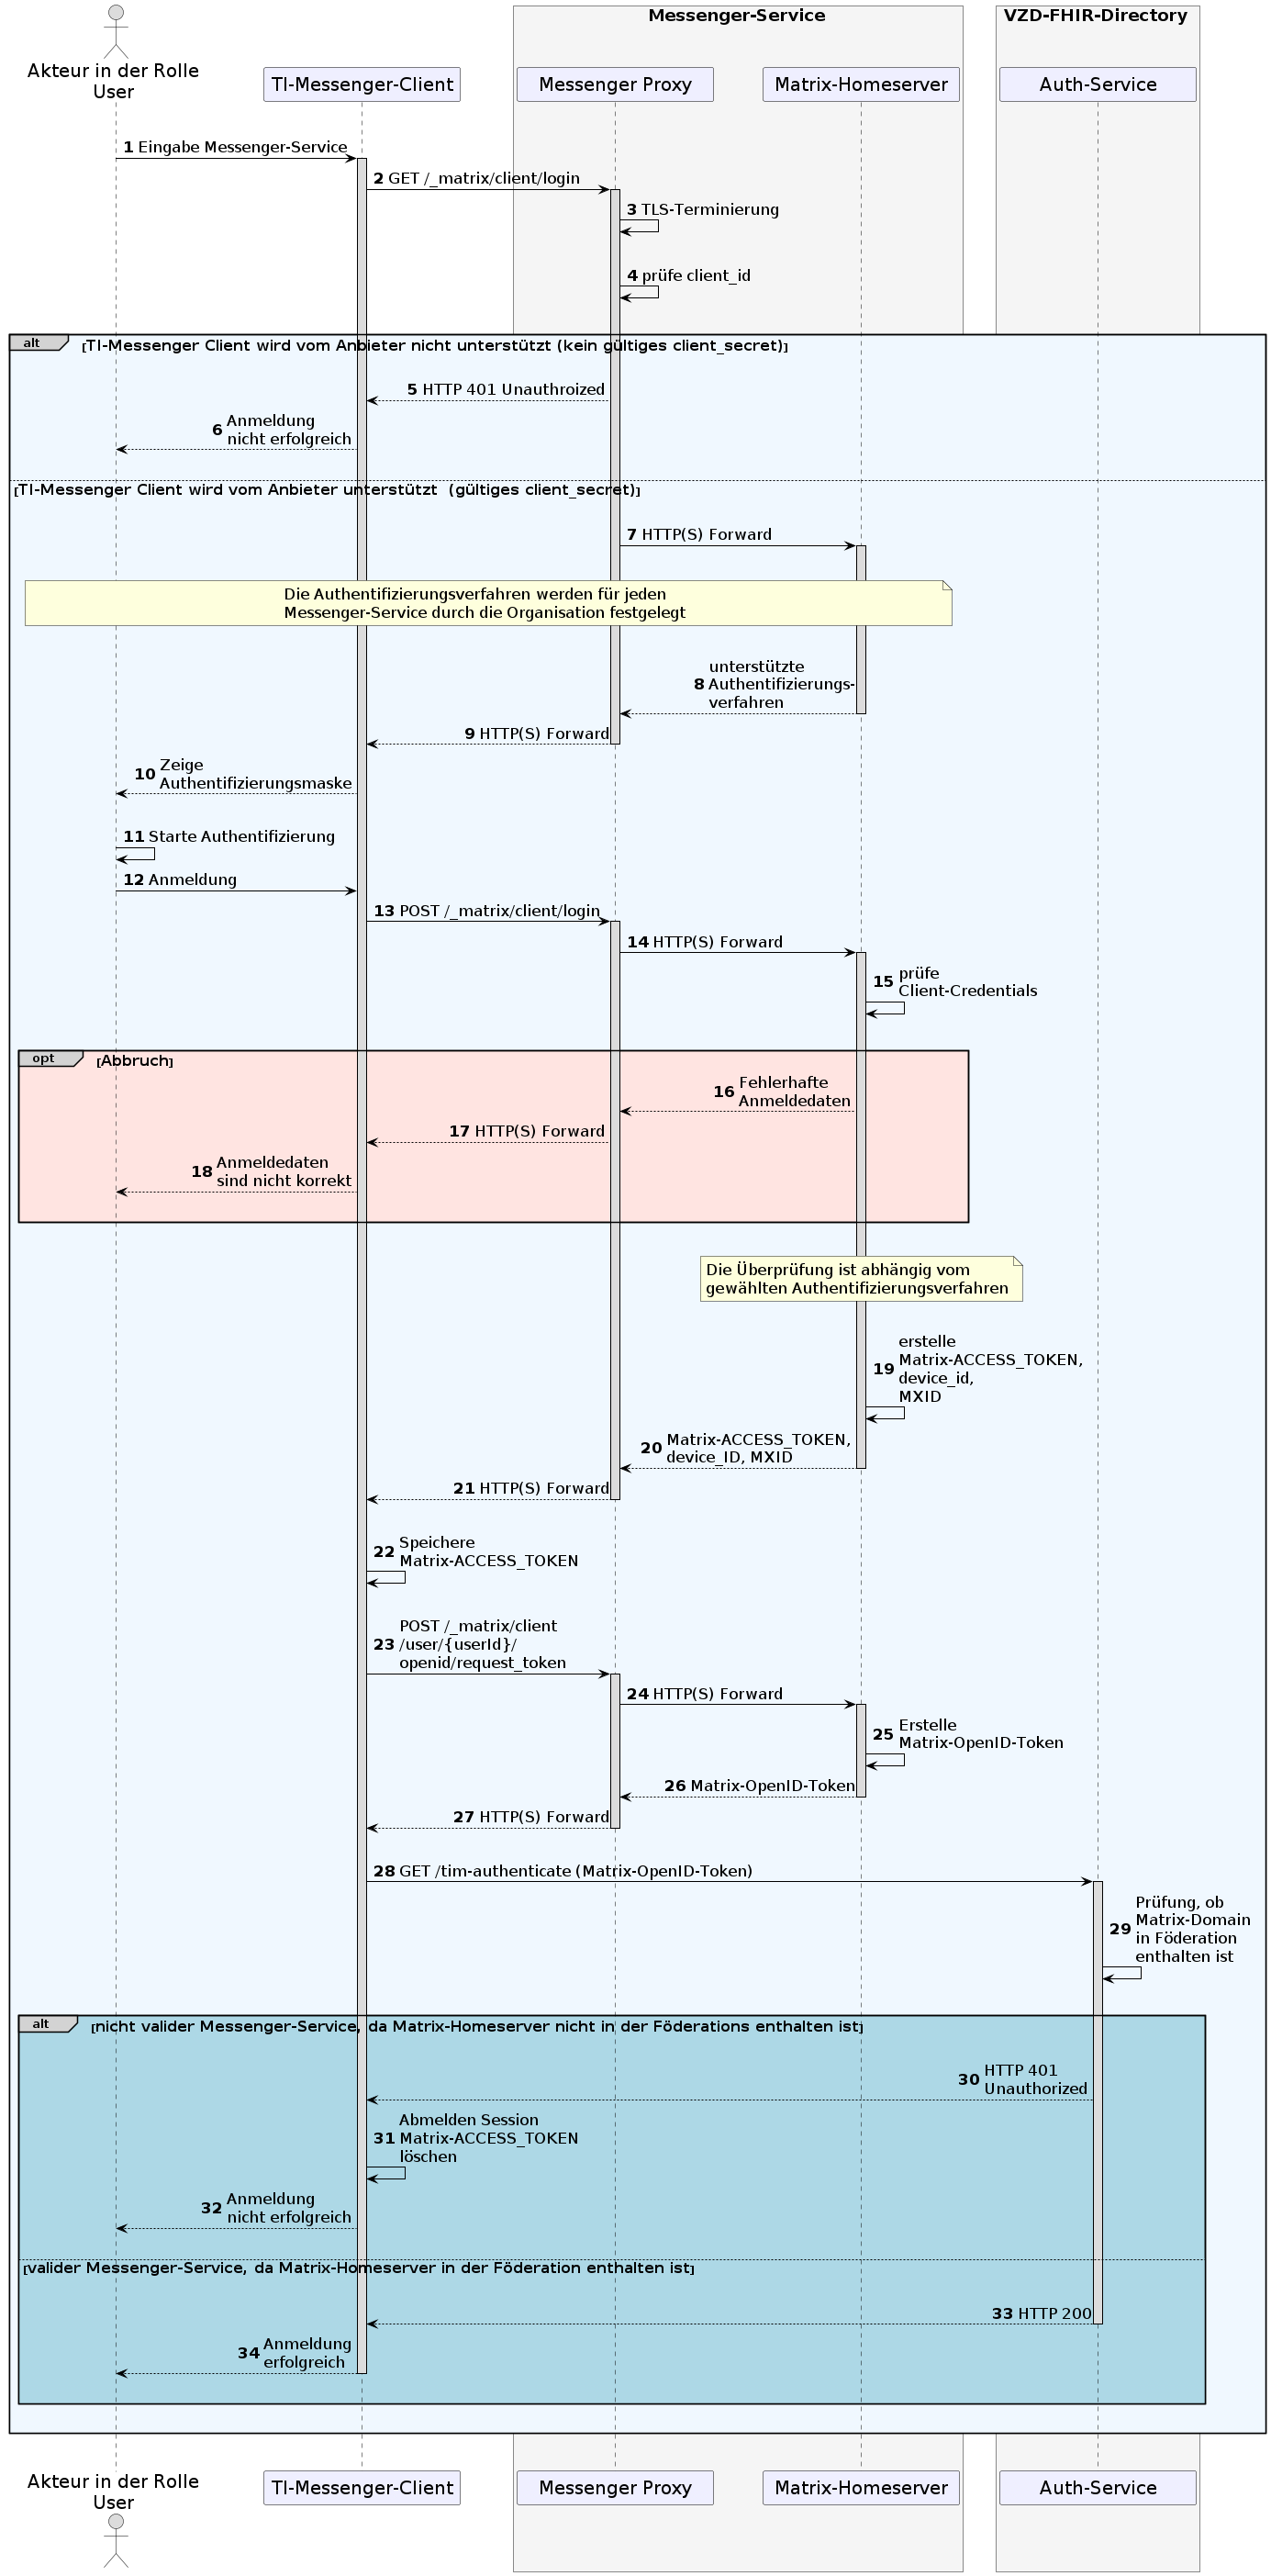 Messenger-Service
VZD-FHIR-Directory
Akteur in der Rolle
User
TI-Messenger-Client
Messenger Proxy
Matrix-Homeserver
Auth-Service
1 Eingabe Messenger-Service
2 GET /_matrix/client/login
3 TLS-Terminierung
4 prüfe client_id
alt [TI-Messenger Client wird vom Anbieter nicht unterstützt (kein gültiges client_secret)]
5 HTTP 401 Unauthroized
6 Anmeldung
nicht erfolgreich
[TI-Messenger Client wird vom Anbieter unterstützt (gültiges client_secret)]
7 HTTP(S) Forward
Die Authentifizierungsverfahren werden für jeden
Messenger-Service durch die Organisation festgelegt
unterstützte
8 Authentifizierungs-
verfahren
9 HTTP(S) Forward
10 Zeige
Authentifizierungsmaske
11 Starte Authentifizierung
12 Anmeldung
13 POST /_matrix/client/login
14 HTTP(S) Forward
15 prüfe
Client-Credentials
opt [Abbruch]
16 Fehlerhafte
Anmeldedaten
17 HTTP(S) Forward
18 Anmeldedaten
sind nicht korrekt
Die Überprüfung ist abhängig vom
gewählten Authentifizierungsverfahren
erstelle
Matrix-ACCESS_TOKEN,
19 device_id,
MXID
20 Matrix-ACCESS_TOKEN,
device_ID, MXID
21 HTTP(S) Forward
22 Speichere
Matrix-ACCESS_TOKEN
POST /_matrix/client
23 /user/{userId}/
openid/request_token
24 HTTP(S) Forward
25 Erstelle
Matrix-OpenID-Token
26 Matrix-OpenID-Token
27 HTTP(S) Forward
28 GET /tim-authenticate (Matrix-OpenID-Token)
Prüfung, ob
Matrix-Domain
29 in Föderation
enthalten ist
alt [nicht valider Messenger-Service, da Matrix-Homeserver nicht in der Föderations enthalten ist]
30 HTTP 401
Unauthorized
Abmelden Session
31 Matrix-ACCESS_TOKEN
löschen
32 Anmeldung
nicht erfolgreich
[valider Messenger-Service, da Matrix-Homeserver in der Föderation enthalten ist]
33 HTTP 200
34 Anmeldung
erfolgreich
Akteur in der Rolle
User
TI-Messenger-Client
Messenger Proxy
Matrix-Homeserver
Auth-Service